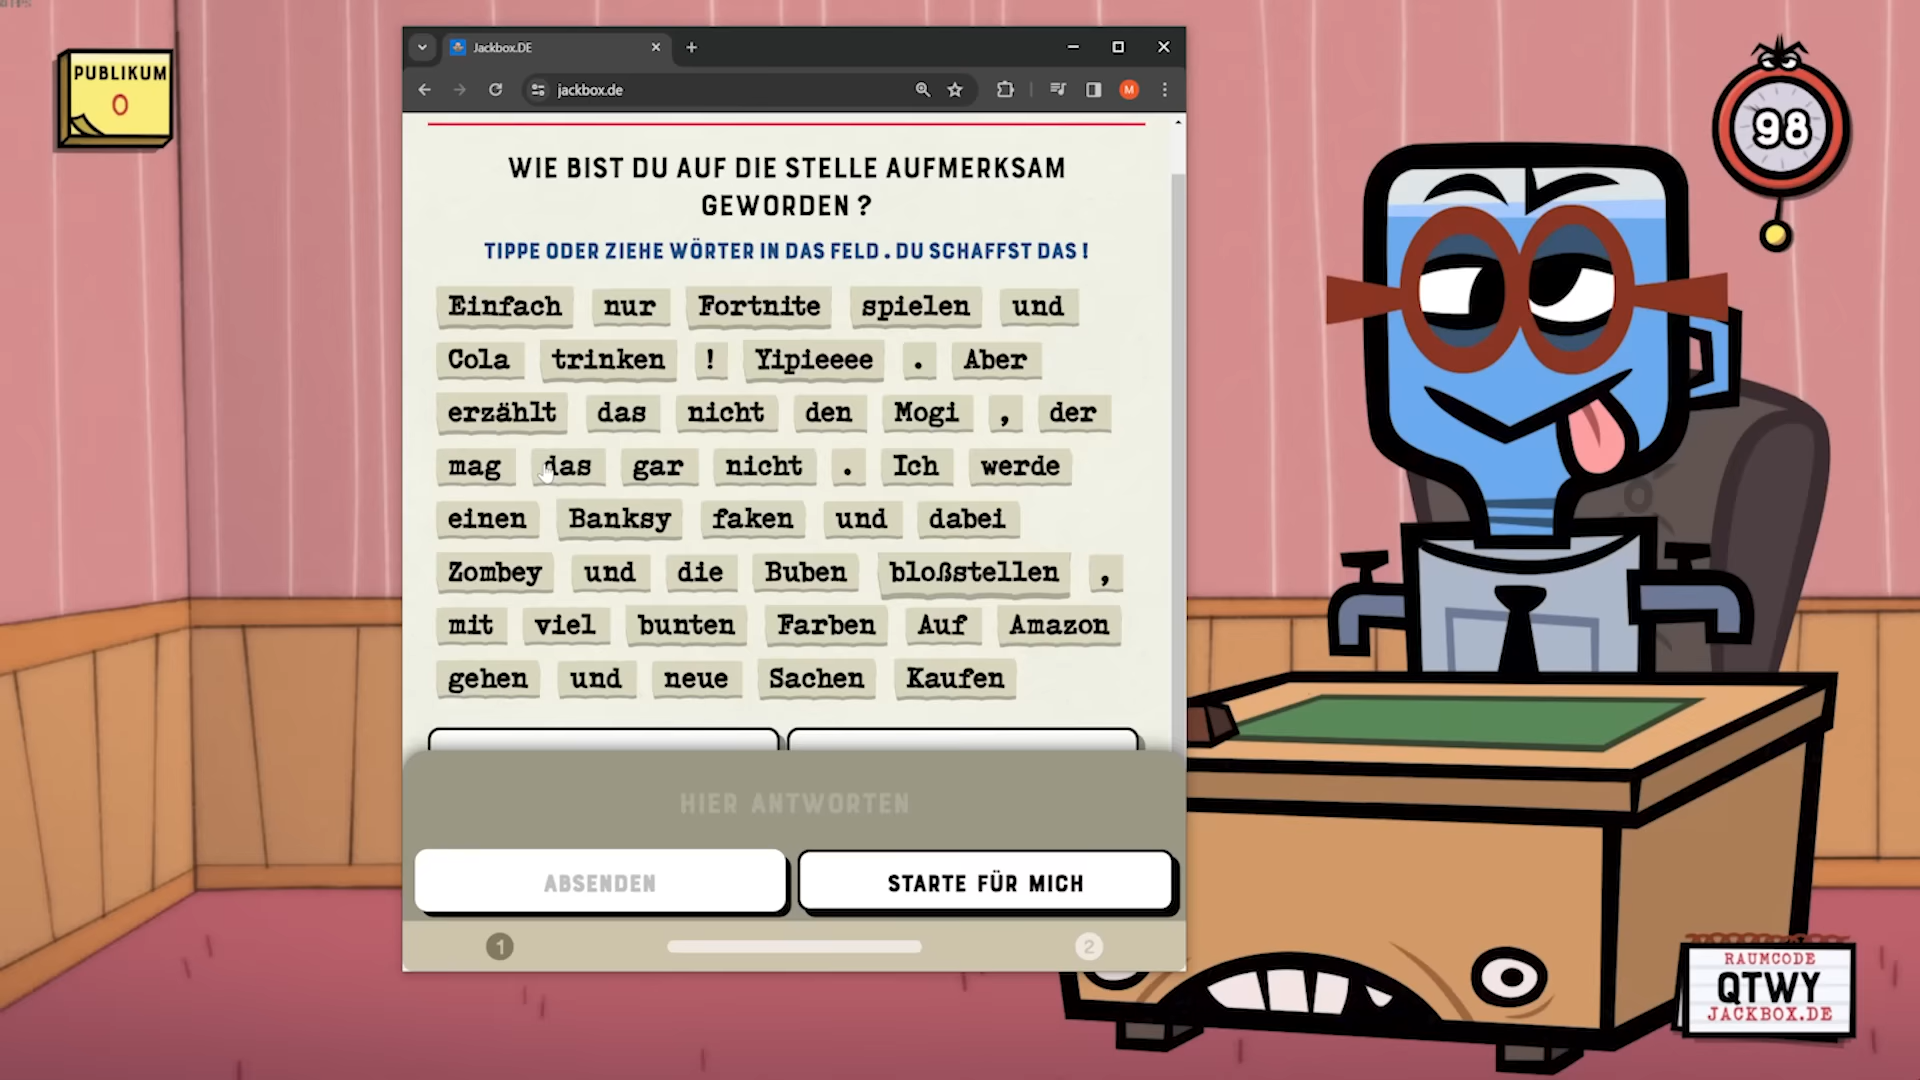 PUBLIKUM
0
Jackbox.DE
jackbox.de
M
98
WIE BIST DU AUF DIE STELLE AUFMERKSAM
GEWORDEN ?
TIPPE ODER ZIEHE WÖRTER IN DAS FELD. DU SCHAFFST DAS !
Einfach nur Fortnite spielen und
Cola trinken ! Yipieeee . Aber
erzählt das nicht den Mogi , der
mag das gar nicht . Ich werde
einen Banksy faken und dabei
Zombey und die Buben bloßstellen ,
mit viel bunten Farben Auf Amazon
gehen und neue Sachen Kaufen
HIER ANTWORTEN
ABSENDEN
STARTE FÜR MICH
1
2
RAUMCODE
QTWY
JACKBOX.DE